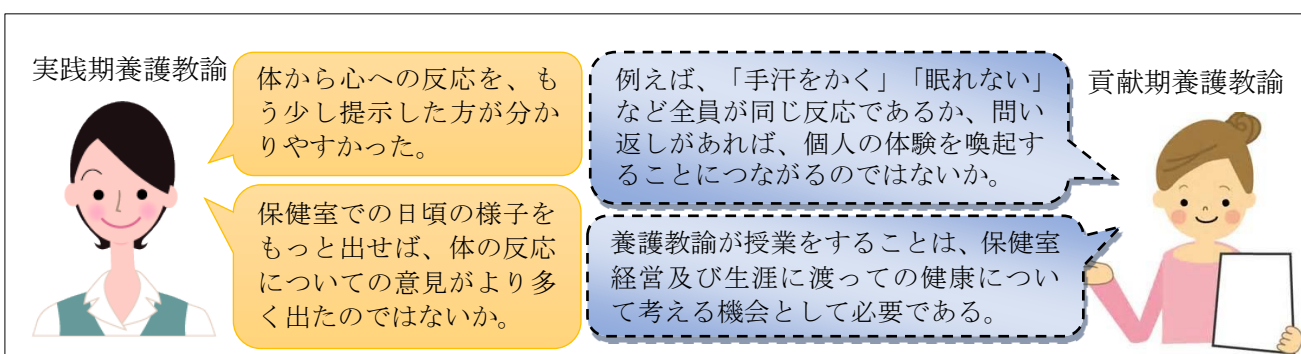 実践期養護教諭
体から心への反応を、も
う少し提示した方が分か
りやすかった。
保健室での日頃の様子を
もっと出せば、体の反応
についての意見がより多
く出たのではないか。
例えば、「手汗をかく」「眠れない」
など全員が同じ反応であるか、問い
返しがあれば、個人の体験を喚起す
ることにつながるのではないか。
養護教諭が授業をすることは、保健室
経営及び生涯に渡っての健康につい
て考える機会として必要である。
貢献期養護教諭